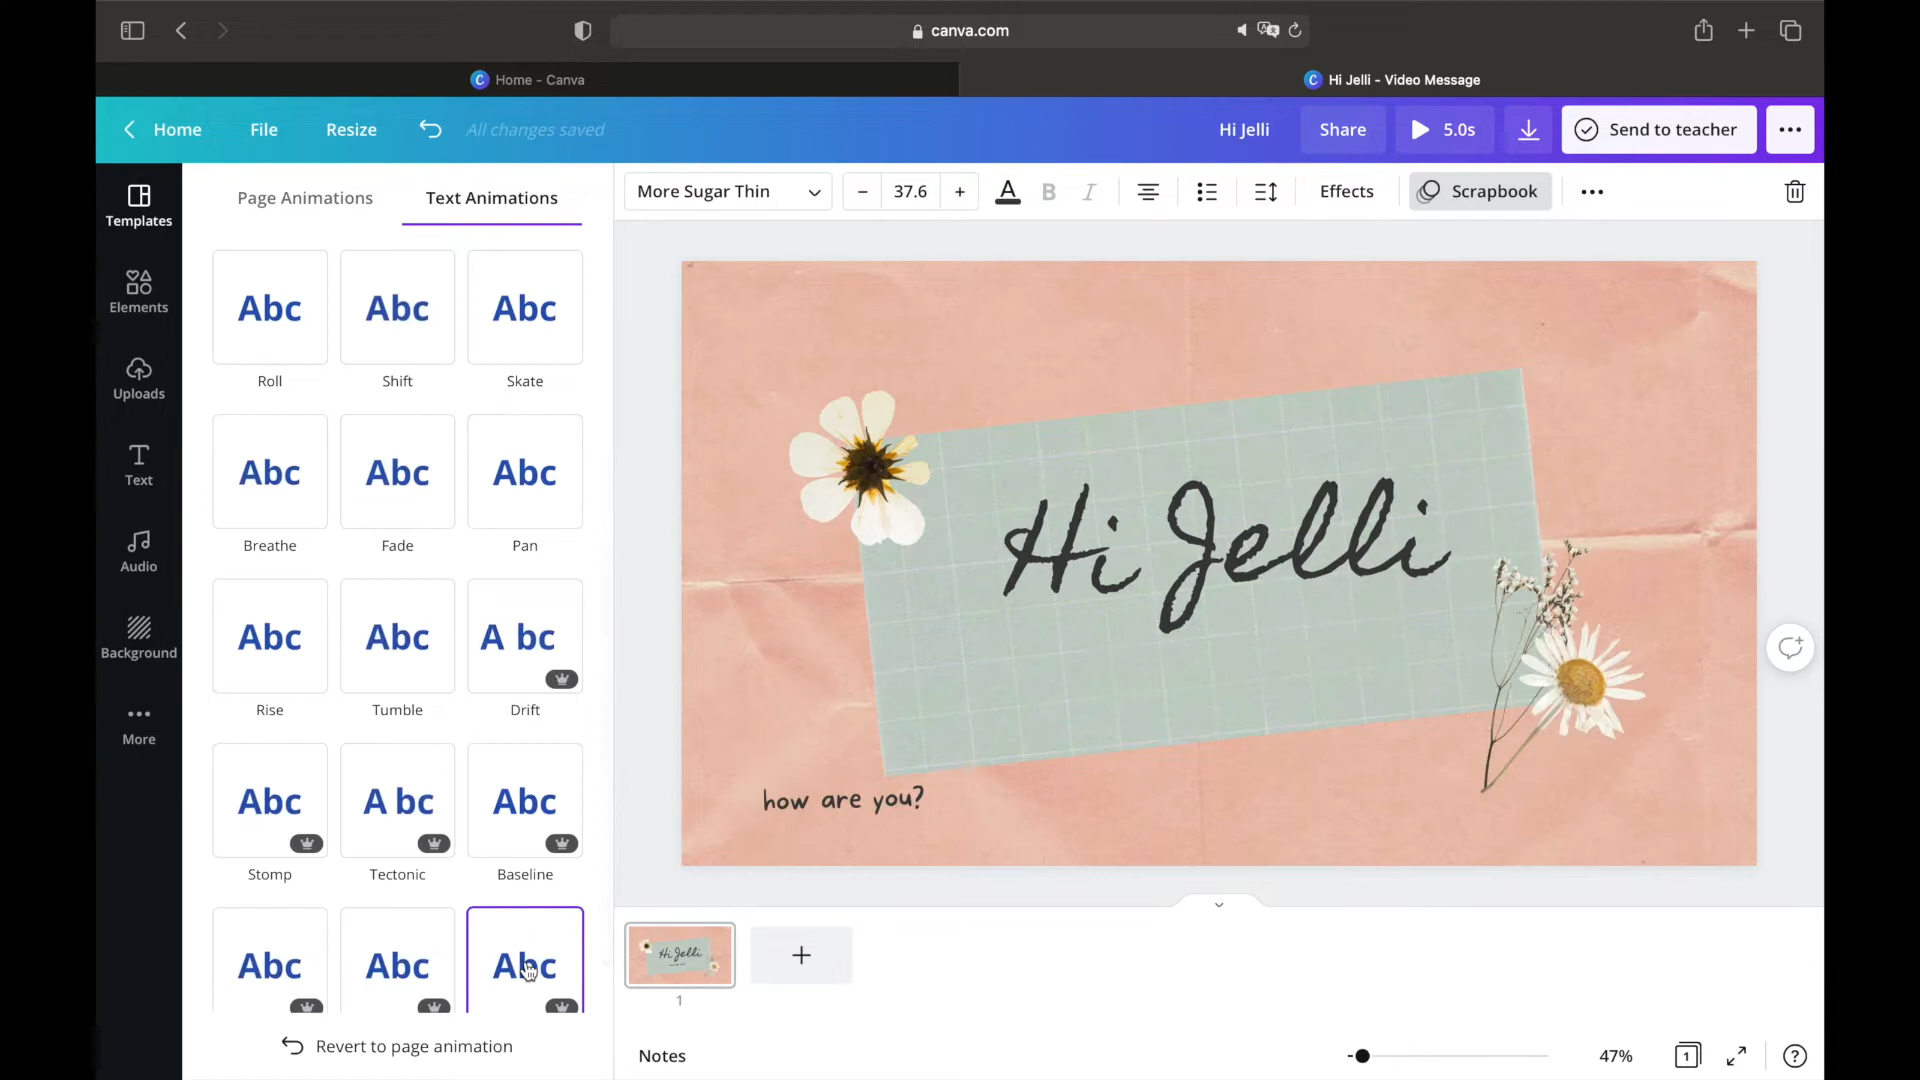 canva.com
Home - Canva
Hi Jelli - Video Message
Home
File
Resize
All changes saved
Hi Jelli
Share
5.0s
Send to teacher
Templates
Elements
Uploads
Text
Audio
Background
More
Page Animations
Text Animations
Abc
Abc
Abc
Roll
Shift
Skate
Abc
Abc
Abc
Breathe
Fade
Pan
Abc
Abc
A bc
Rise
Tumble
Drift
Abc
A bc
Abc
Stomp
Tectonic
Baseline
Abc
Abc
Abc
Revert to page animation
More Sugar Thin
- 37.6 +
A
B
I
Effects
Scrapbook
Hi Jelli
how are you?
Hi Jelli
+
1
Notes
47%
1
?